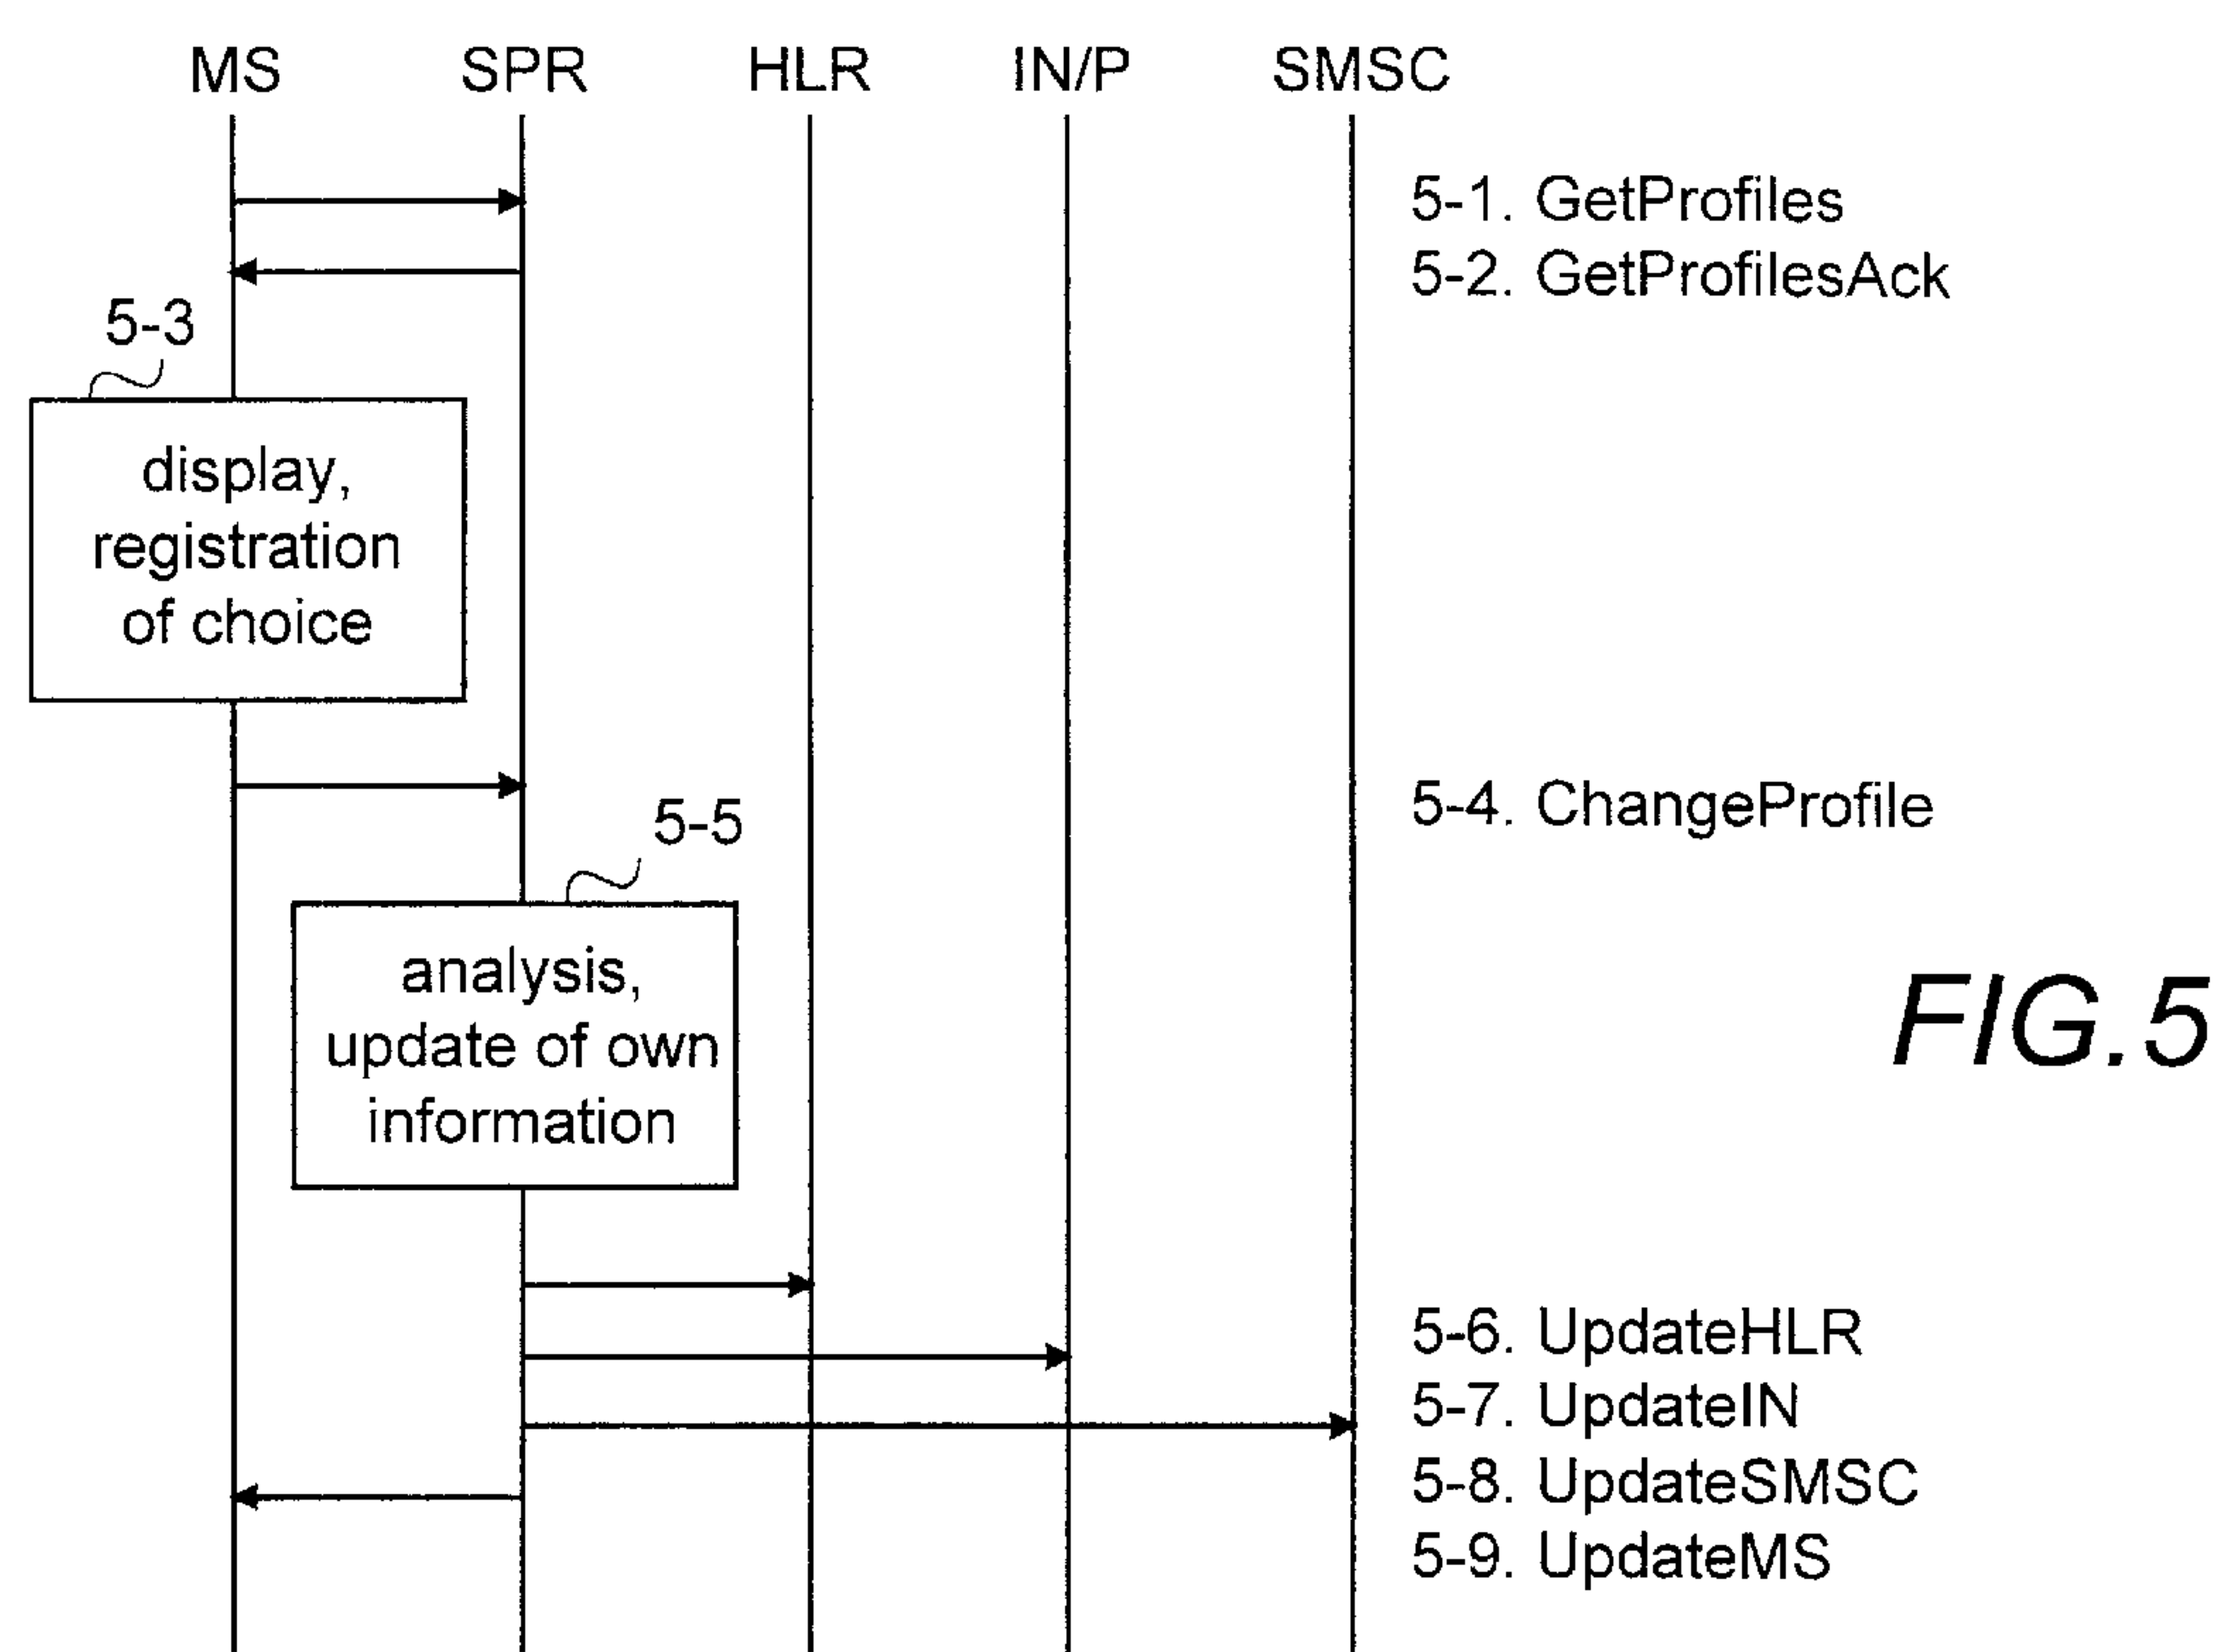 MS SPR HLR IN/P SMSC
5-1. GetProfiles
5-2. GetProfilesAck
5-3
display,
registration
of choice
5-4. ChangeProfile
5-5
analysis,
update of own
information
FIG.5
5-6. UpdateHLR
5-7. UpdateIN
5-8. UpdateSMSC
5-9. UpdateMS